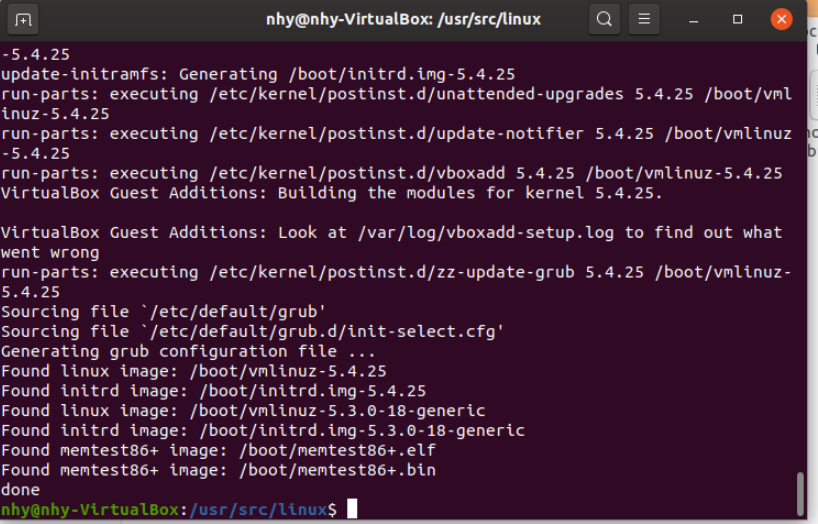 nhy@nhy-VirtualBox: /usr/src/linux
-5.4.25
update-initramfs: Generating /boot/initrd.img-5.4.25
run-parts: executing /etc/kernel/postinst.d/unattended-upgrades 5.4.25 /boot/vml
inuz-5.4.25
run-parts: executing /etc/kernel/postinst.d/update-notifier 5.4.25 /boot/vmlinuz
-5.4.25
run-parts: executing /etc/kernel/postinst.d/vboxadd 5.4.25 /boot/vmlinuz-5.4.25
VirtualBox Guest Additions: Building the modules for kernel 5.4.25.
VirtualBox Guest Additions: Look at /var/log/vboxadd-setup.log to find out what
went wrong
run-parts: executing /etc/kernel/postinst.d/zz-update-grub 5.4.25 /boot/vmlinuz-
5.4.25
Sourcing file `/etc/default/grub'
Sourcing file `/etc/default/grub.d/init-select.cfg'
Generating grub configuration file ...
Found linux image: /boot/vmlinuz-5.4.25
Found initrd image: /boot/initrd.img-5.4.25
Found linux image: /boot/vmlinuz-5.3.0-18-generic
Found initrd image: /boot/initrd.img-5.3.0-18-generic
Found memtest86+ image: /boot/memtest86+.elf
Found memtest86+ image: /boot/memtest86+.bin
done
nhy@nhy-VirtualBox:/usr/src/linux$